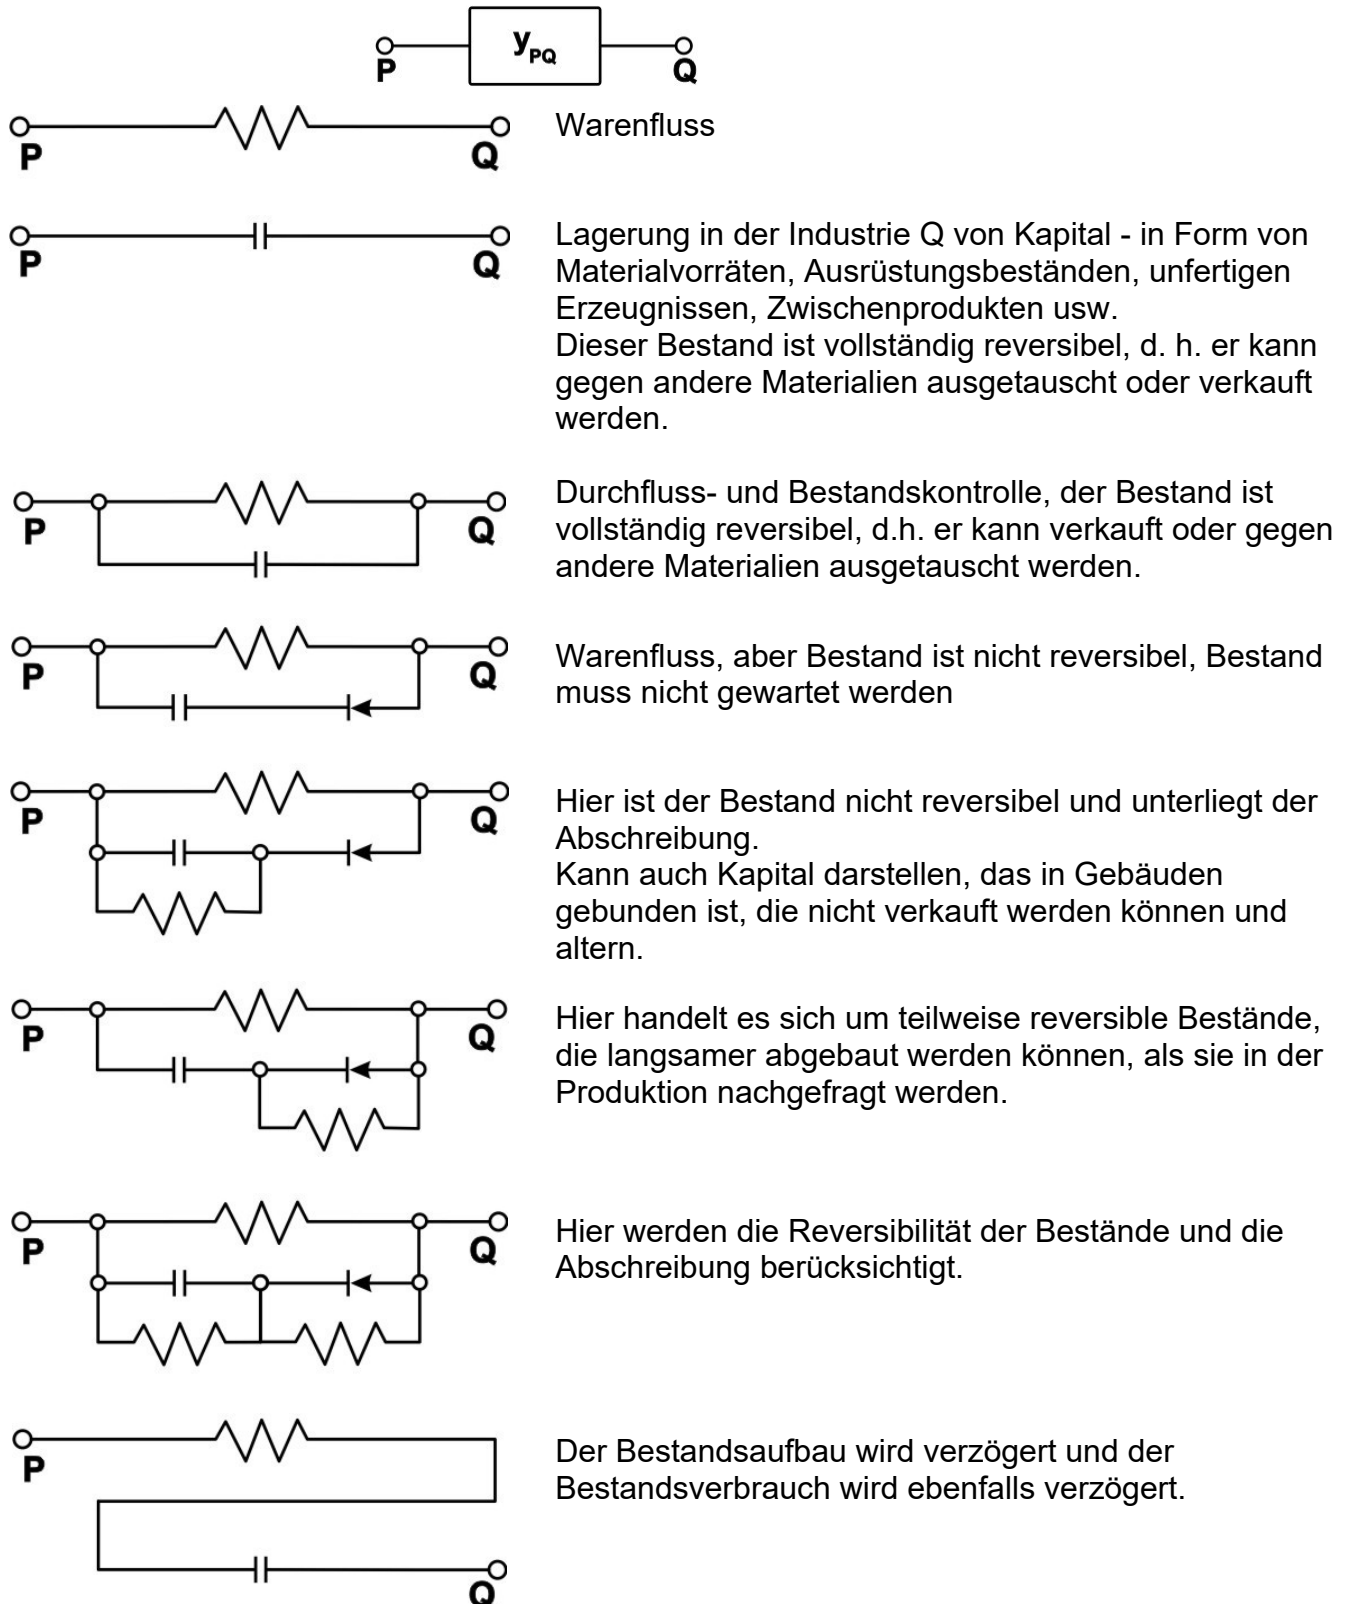 y_PQ
P Q
Warenfluss
P Q
Lagerung in der Industrie Q von Kapital - in Form von
Materialvorräten, Ausrüstungsbeständen, unfertigen
Erzeugnissen, Zwischenprodukten usw.
Dieser Bestand ist vollständig reversibel, d. h. er kann
gegen andere Materialien ausgetauscht oder verkauft
werden.
P Q
Durchfluss- und Bestandskontrolle, der Bestand ist
vollständig reversibel, d.h. er kann verkauft oder gegen
andere Materialien ausgetauscht werden.
P Q
Warenfluss, aber Bestand ist nicht reversibel, Bestand
muss nicht gewartet werden
P Q
Hier ist der Bestand nicht reversibel und unterliegt der
Abschreibung.
Kann auch Kapital darstellen, das in Gebäuden
gebunden ist, die nicht verkauft werden können und
altern.
P Q
Hier handelt es sich um teilweise reversible Bestände,
die langsamer abgebaut werden können, als sie in der
Produktion nachgefragt werden.
P Q
Hier werden die Reversibilität der Bestände und die
Abschreibung berücksichtigt.
P Q
Der Bestandsaufbau wird verzögert und der
Bestandsverbrauch wird ebenfalls verzögert.
P
Q